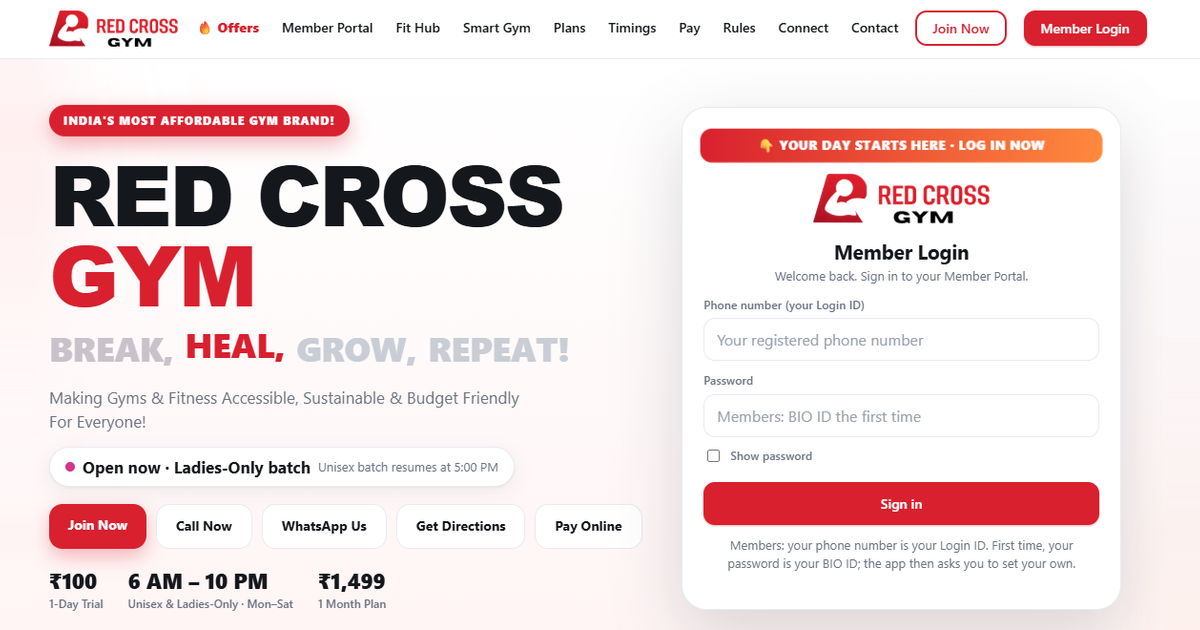 RED CROSS
GYM
🔥 Offers
Member Portal
Fit Hub
Smart Gym
Plans
Timings
Pay
Rules
Connect
Contact
Join Now
Member Login
INDIA'S MOST AFFORDABLE GYM BRAND!
RED CROSS
GYM
BREAK, HEAL, GROW, REPEAT!
Making Gyms & Fitness Accessible, Sustainable & Budget Friendly
For Everyone!
Open now · Ladies-Only batch Unisex batch resumes at 5:00 PM
Join Now
Call Now
WhatsApp Us
Get Directions
Pay Online
₹100
1-Day Trial
6 AM – 10 PM
Unisex & Ladies-Only · Mon–Sat
₹1,499
1 Month Plan
👇 YOUR DAY STARTS HERE · LOG IN NOW
RED CROSS
GYM
Member Login
Welcome back. Sign in to your Member Portal.
Phone number (your Login ID)
Your registered phone number
Password
Members: BIO ID the first time
Show password
Sign in
Members: your phone number is your Login ID. First time, your
password is your BIO ID; the app then asks you to set your own.